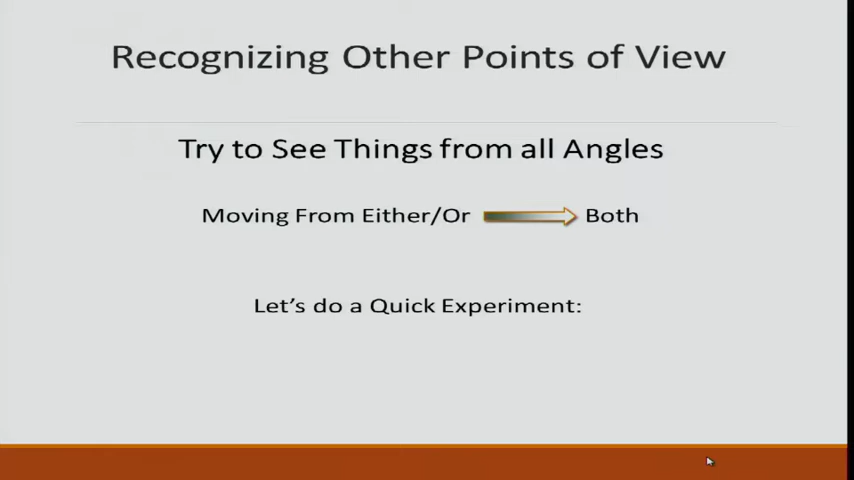 Recognizing Other Points of View
Try to See Things from all Angles
Moving From Either/Or Both
Let's do a Quick Experiment: